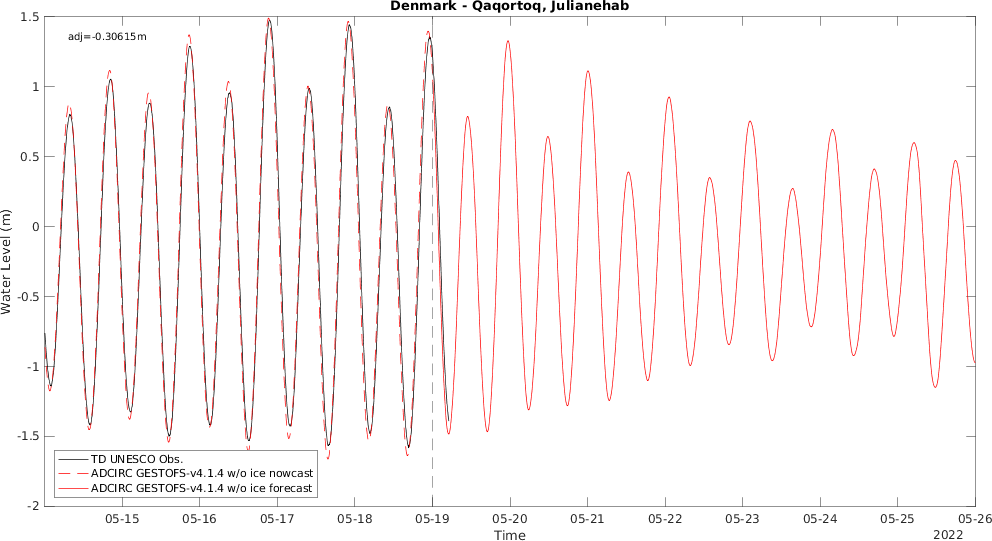 Denmark - Qaqortoq, Julianehab
adj=-0.30615m
1.5
1
0.5
0
-0.5
-1
-1.5
-2
Water Level (m)
TD UNESCO Obs.
ADCIRC GESTOFS-v4.1.4 w/o ice nowcast
ADCIRC GESTOFS-v4.1.4 w/o ice forecast
05-15 05-16 05-17 05-18 05-19 05-20 05-21 05-22 05-23 05-24 05-25 05-26
Time
2022